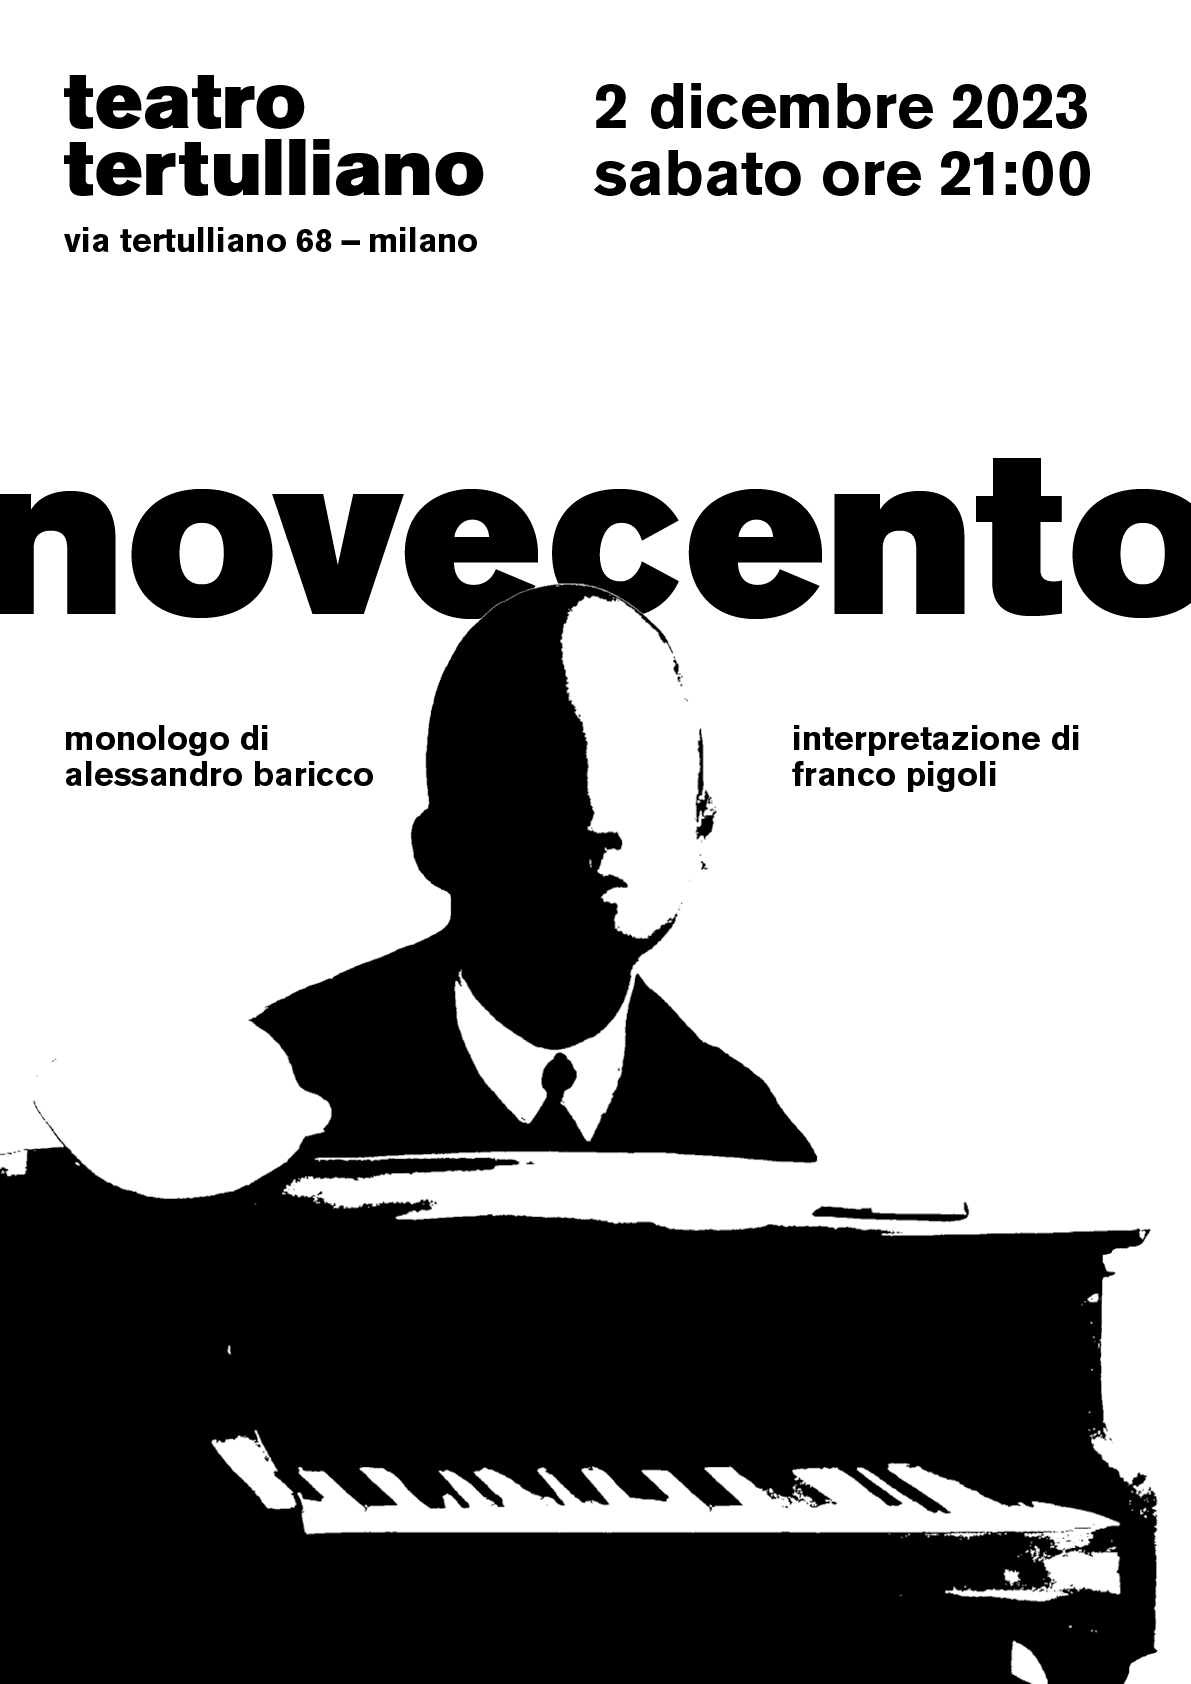 teatro
tertulliano
via tertulliano 68 – milano
2 dicembre 2023
sabato ore 21:00
novecento
monologo di
alessandro baricco
interpretazione di
franco pigoli